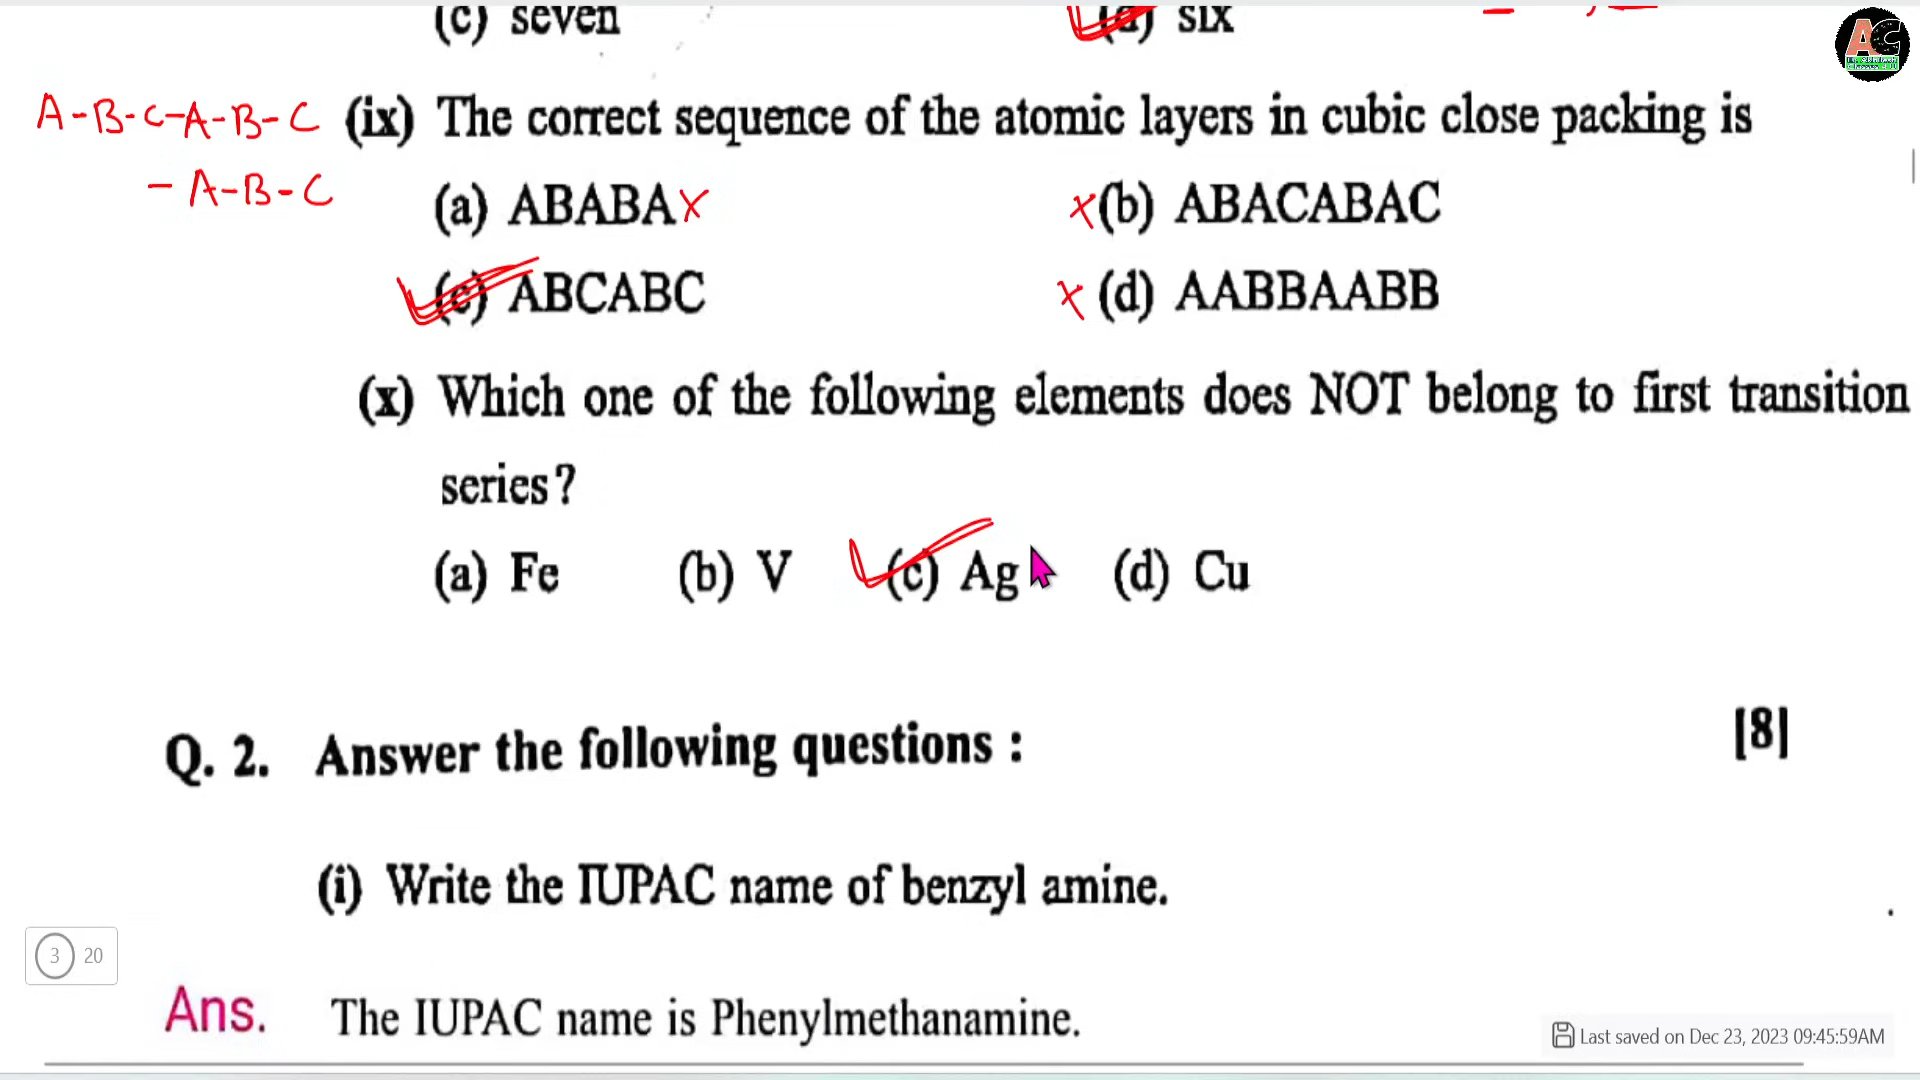 (c) seven (d) six
A-B-C-A-B-C (ix) The correct sequence of the atomic layers in cubic close packing is
- A-B-C
(a) ABABA x x (b) ABACABAC
(c) ABCABC x (d) AABBAABB
(x) Which one of the following elements does NOT belong to first transition
series?
(a) Fe (b) V (c) Ag (d) Cu
Q. 2. Answer the following questions : [8]
(i) Write the IUPAC name of benzyl amine.
3 20
Ans. The IUPAC name is Phenylmethanamine.
Last saved on Dec 23, 2023 09:45:59AM
AC